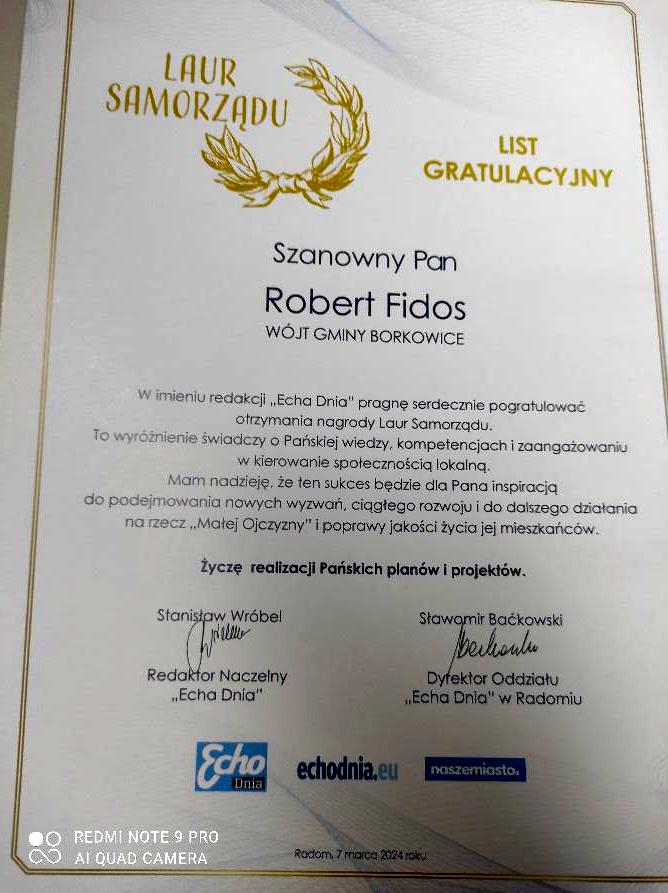 LAUR
SAMORZĄDU
LIST
GRATULACYJNY
Szanowny Pan
Robert Fidos
WÓJT GMINY BORKOWICE
W imieniu redakcji „Echa Dnia” pragnę serdecznie pogratulować
otrzymania nagrody Laur Samorządu.
To wyróżnienie świadczy o Pańskiej wiedzy, kompetencjach i zaangażowaniu
w kierowanie społecznością lokalną.
Mam nadzieję, że ten sukces będzie dla Pana inspiracją
do podejmowania nowych wyzwań, ciągłego rozwoju i do dalszego działania
na rzecz „Małej Ojczyzny” i poprawy jakości życia jej mieszkańców.
Życzę realizacji Pańskich planów i projektów.
Stanisław Wróbel
Redaktor Naczelny
„Echa Dnia”
Sławomir Baćkowski
Dyrektor Oddziału
„Echa Dnia” w Radomiu
Echo
Dnia
echodnia.eu
naszemiasto.
Radom, 7 marca 2024 roku
REDMI NOTE 9 PRO
AI QUAD CAMERA